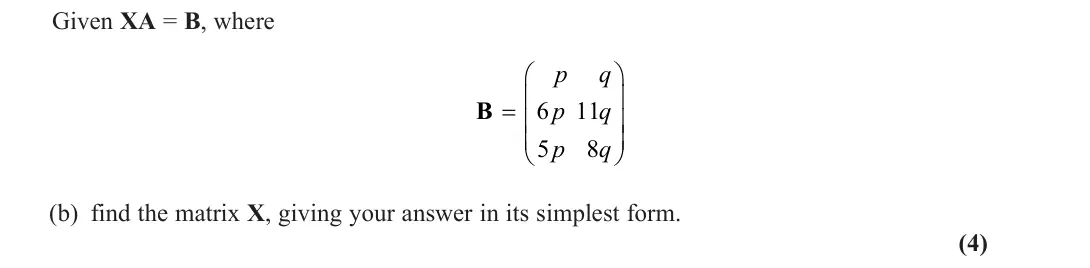 Given XA = B, where
p q
B = 6p 11q
5p 8q
(b) find the matrix X, giving your answer in its simplest form.
(4)